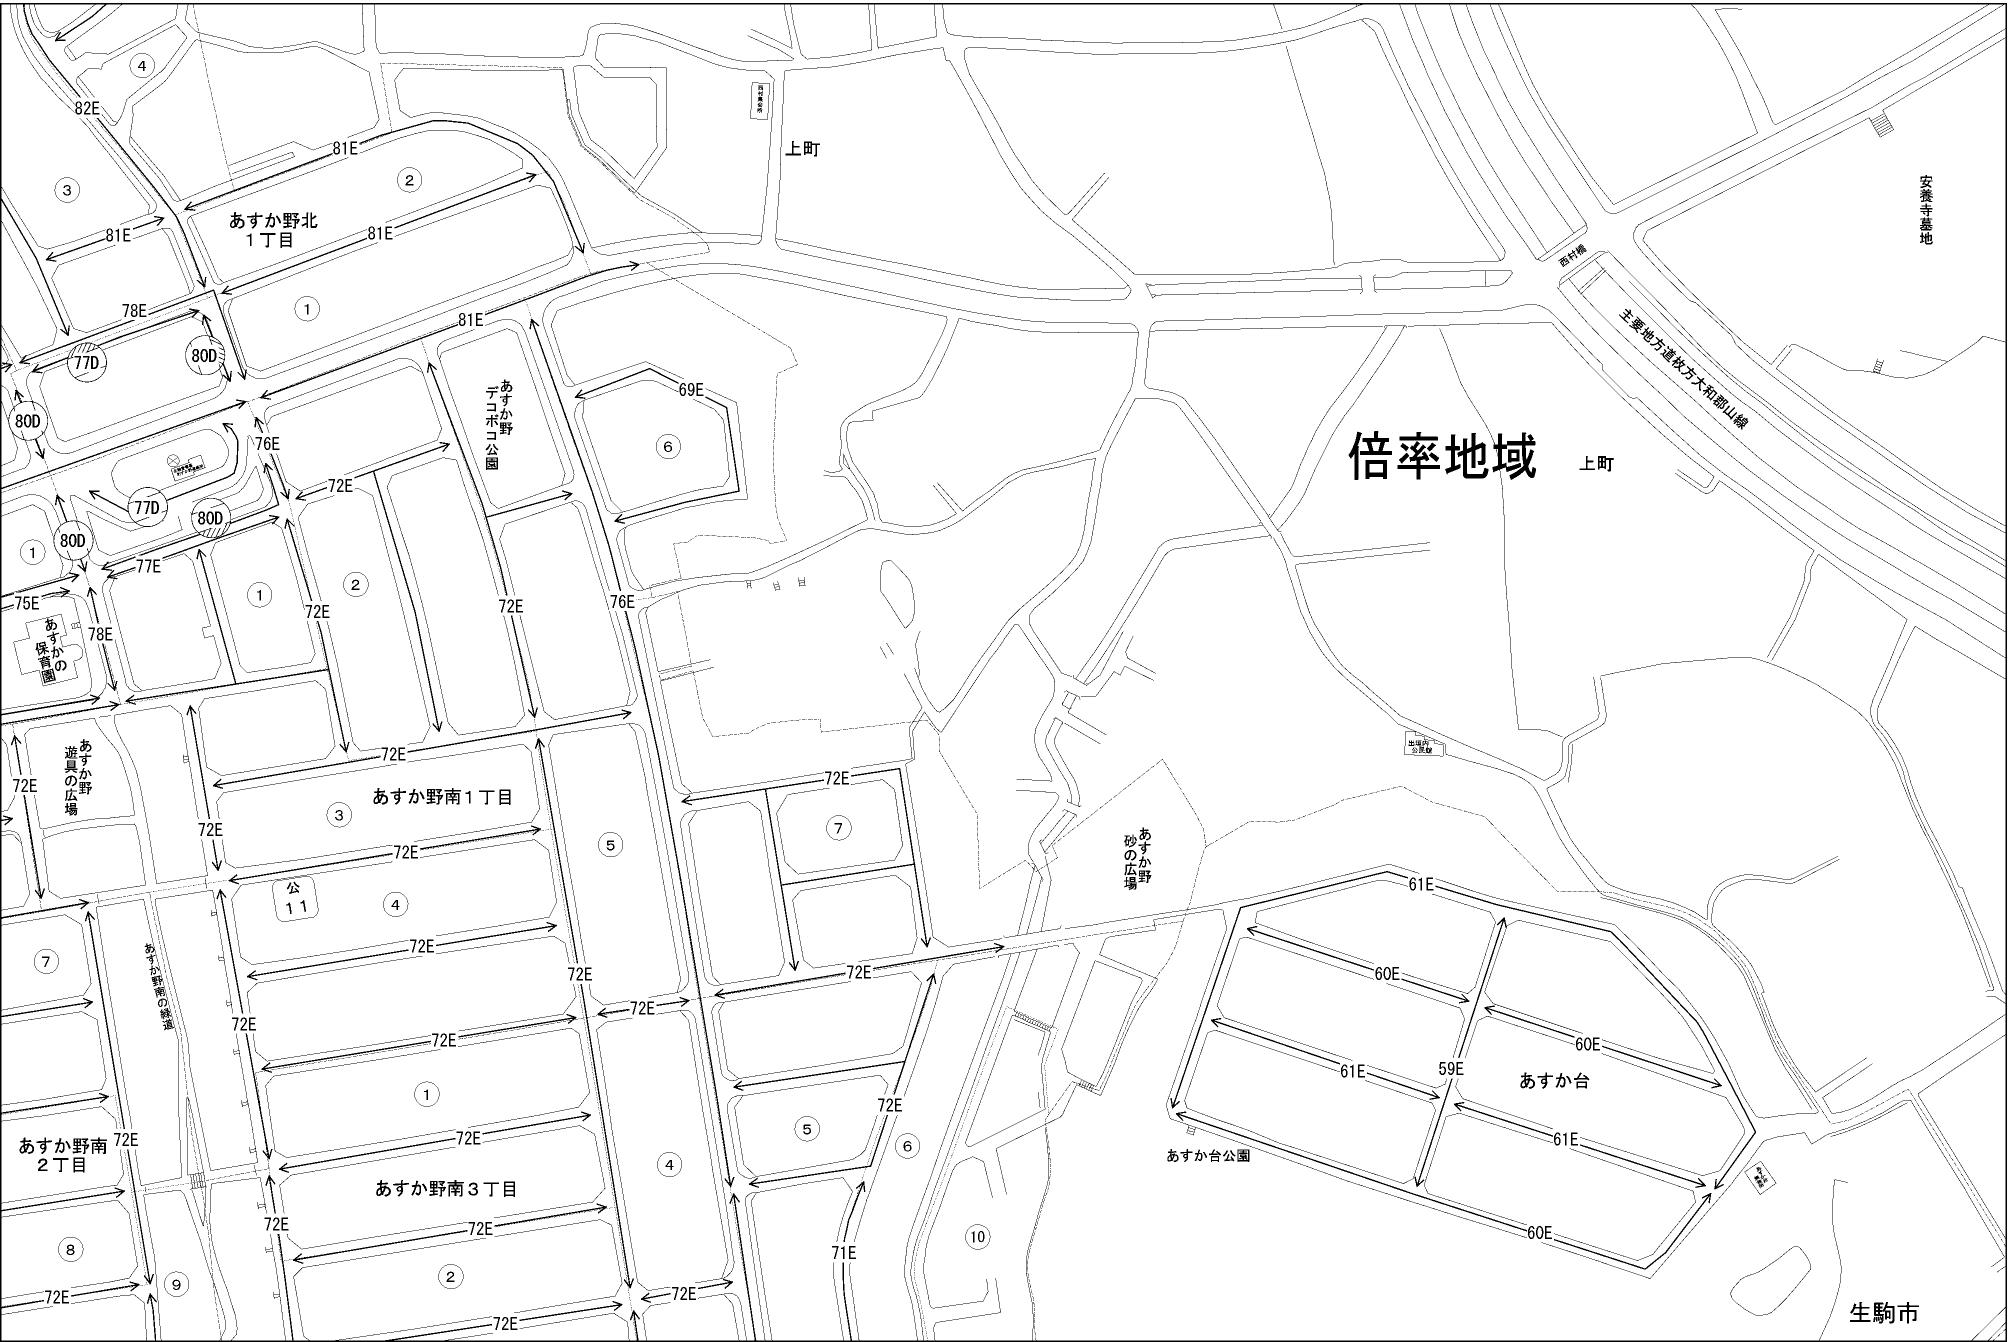 ④
82E
81E
②
上町
③
あすか野北
１丁目
81E
81E
安養寺墓地
西村橋
78E
①
81E
主要地方道枚方大和郡山線
77D
80D
69E
あすか野
デコボコ公園
80D
76E
⑥
倍率地域
上町
72E
77D
80D
80D
①
77E
①
②
75E
72E
72E
76E
78E
あすかの
保育園
あすか野
遊具の広場
72E
72E
出垣内
公民館
72E
あすか野南１丁目
③
⑦
72E
72E
⑤
あすか野
砂の広場
公
１１
④
61E
72E
⑦
あすか野南の緑道
72E
72E
60E
72E
72E
72E
60E
61E
59E
あすか台
①
72E
⑤
⑥
72E
72E
61E
あすか野南
２丁目
④
あすか台公園
あすか野南３丁目
72E
72E
60E
⑧
71E
⑩
②
⑨
72E
72E
72E
生駒市